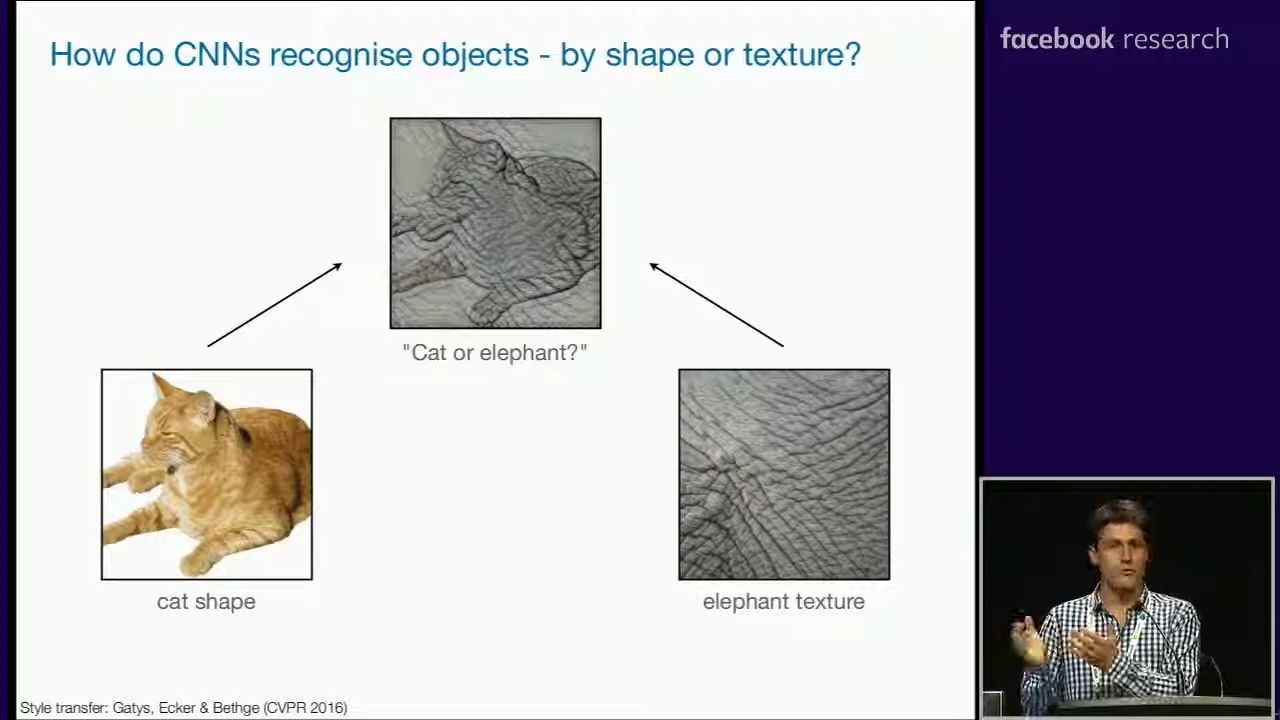 How do CNNs recognise objects - by shape or texture?
facebook research
"Cat or elephant?"
cat shape
elephant texture
Style transfer: Gatys, Ecker & Bethge (CVPR 2016)